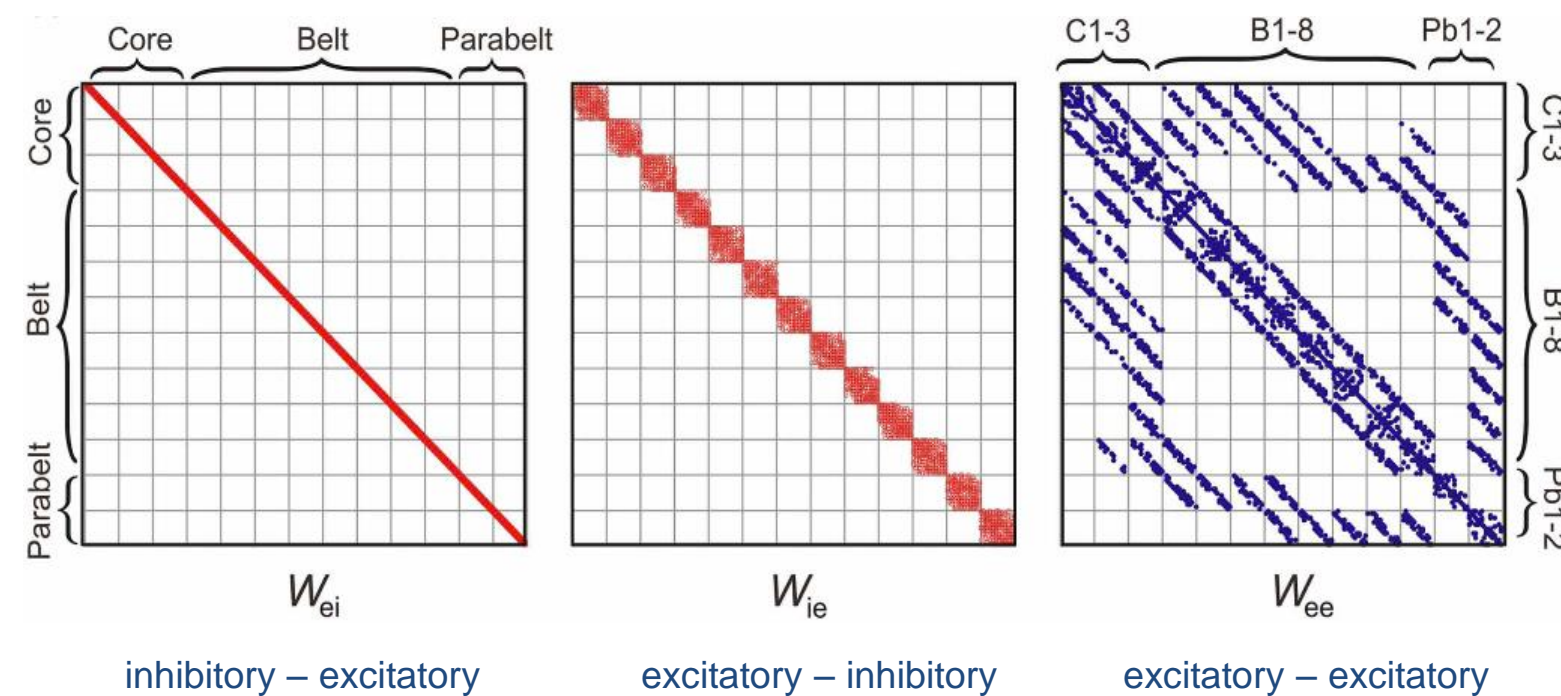 Core Belt Parabelt
C1-3 B1-8 Pb1-2
Core
Belt
Parabelt
C1-3
B1-8
Pb1-2
Wei
Wie
Wee
inhibitory – excitatory
excitatory – inhibitory
excitatory – excitatory